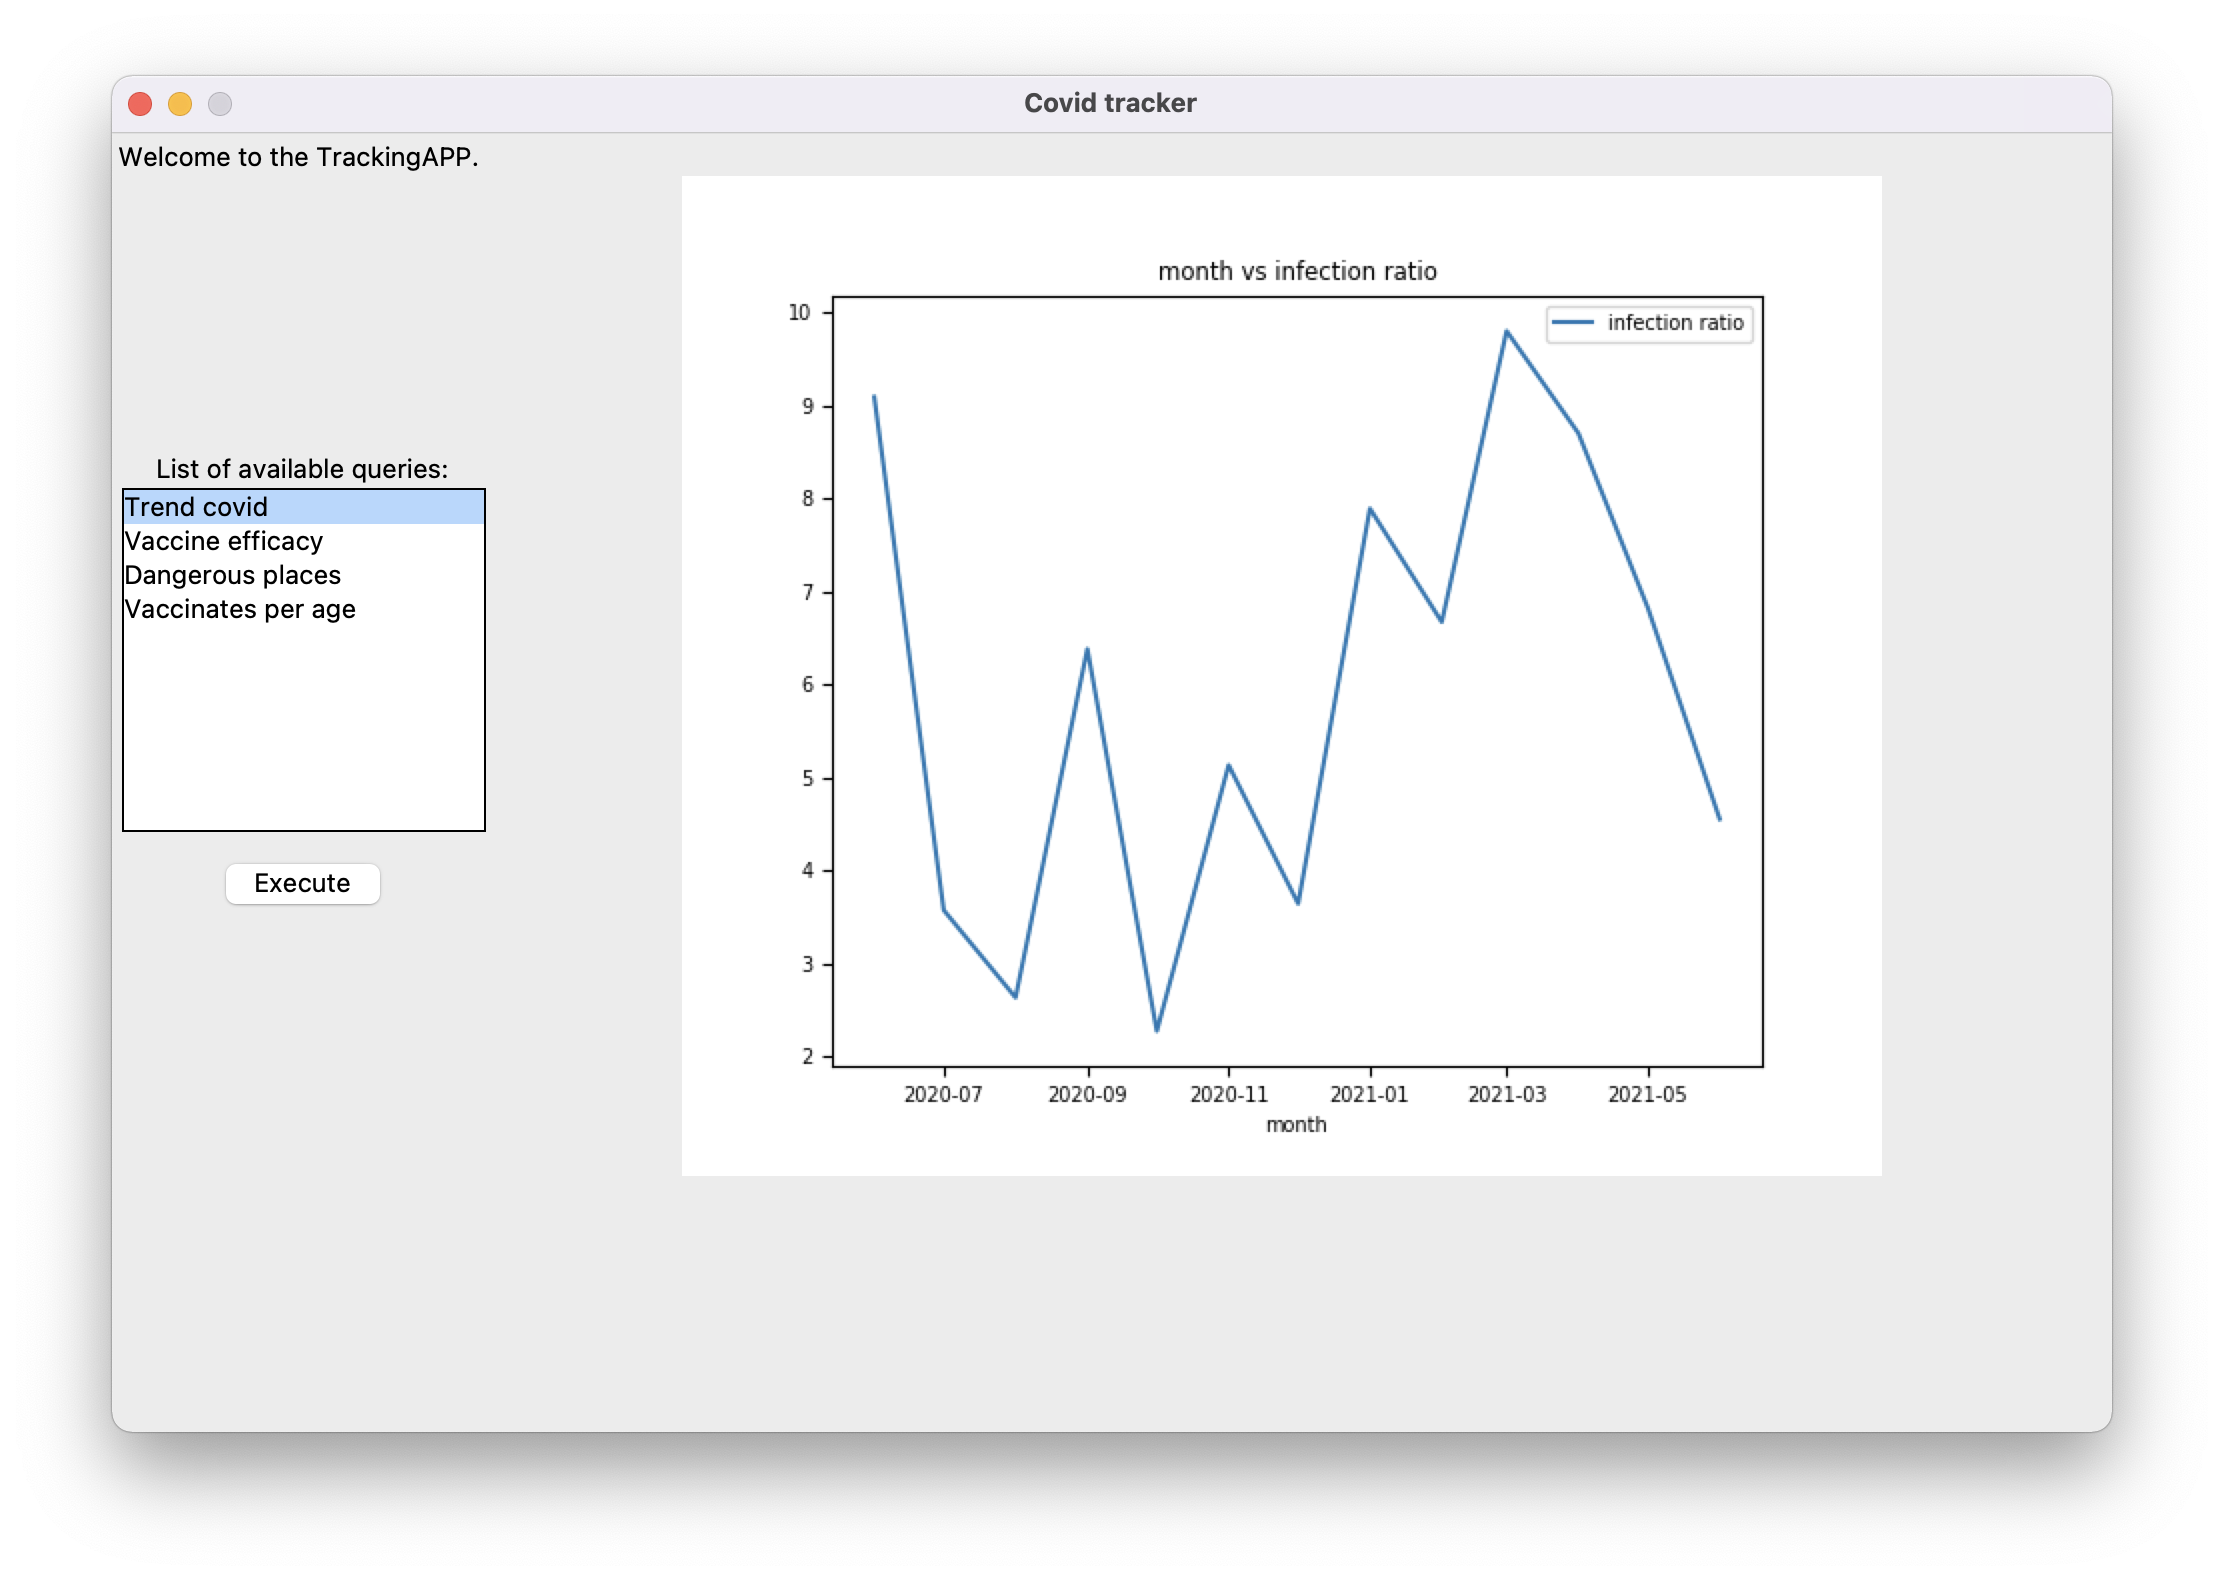 Covid tracker
Welcome to the TrackingAPP.
List of available queries:
Trend covid
Vaccine efficacy
Dangerous places
Vaccinates per age
Execute
month vs infection ratio
infection ratio
10
9
8
7
6
5
4
3
2
2020-07 2020-09 2020-11 2021-01 2021-03 2021-05
month